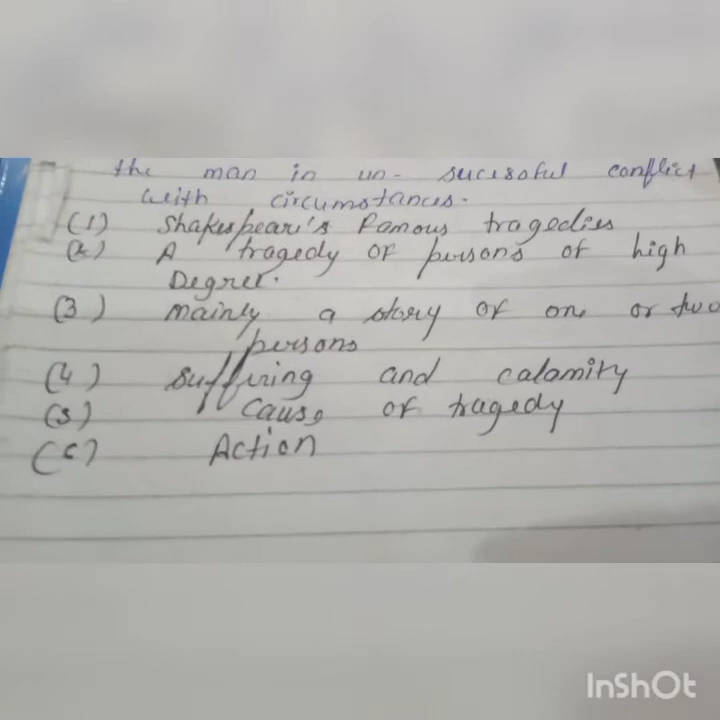 the man in un- sucessful conflict
with circumstances.
(1) Shakespeare's Famous tragedies
(2) A tragedy of persons of high
Degree.
(3) mainly a story of one or two
persons
(4) suffering and calamity
(5) Cause of tragedy
(6) Action
InShOt